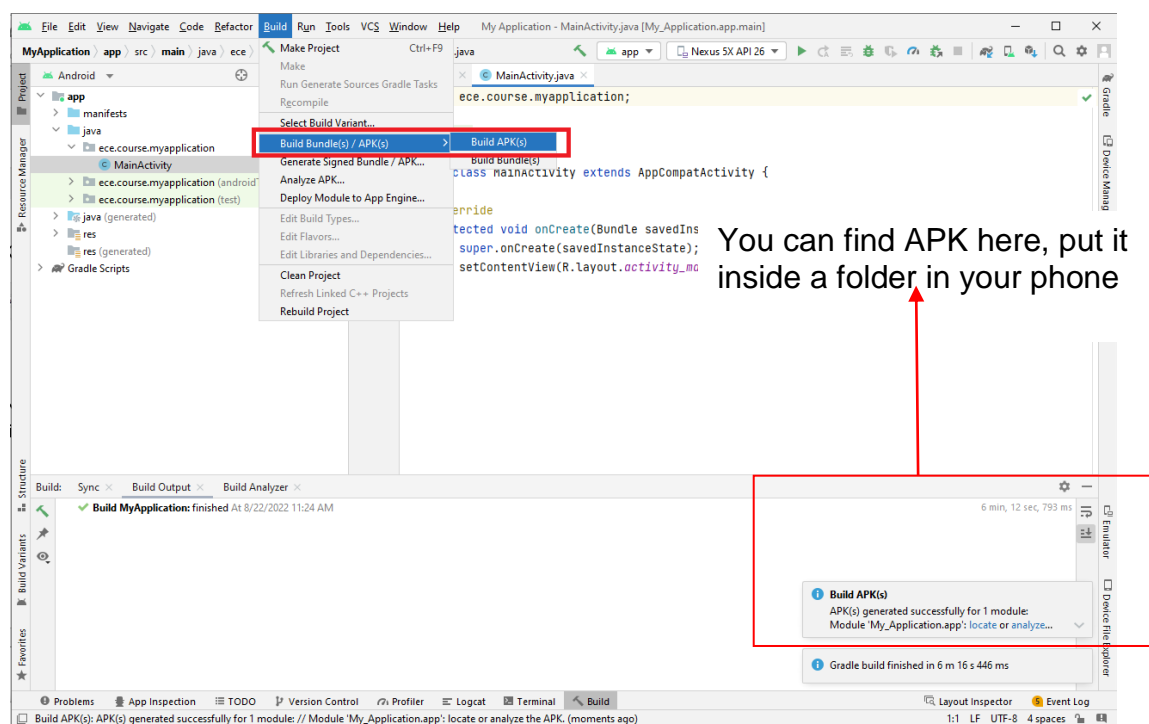 File Edit View Navigate Code Refactor Build Run Tools VCS Window Help My Application - MainActivity.java [My_Application.app.main]
MyApplication app src main java ece .java app Nexus 5X API 26
Make Project Ctrl+F9
Make
Run Generate Sources Gradle Tasks
Recompile
Select Build Variant...
Build Bundle(s) / APK(s)
Generate Signed Bundle / APK...
Analyze APK...
Deploy Module to App Engine...
Edit Build Types...
Edit Flavors...
Edit Libraries and Dependencies...
Clean Project
Refresh Linked C++ Projects
Rebuild Project
Build APK(s)
Build Bundle(s)
Android
app
manifests
java
ece.course.myapplication
MainActivity
ece.course.myapplication (android
ece.course.myapplication (test)
java (generated)
res
res (generated)
Gradle Scripts
MainActivity.java
ece.course.myapplication;
class MainActivity extends AppCompatActivity {
erride
tected void onCreate(Bundle savedIns
super.onCreate(savedInstanceState);
setContentView(R.layout.activity_ma
You can find APK here, put it
inside a folder in your phone
Project
Resource Manager
Structure
Build Variants
Favorites
Gradle
Device Manag
Emulator
Device File Explorer
Build: Sync Build Output Build Analyzer
Build MyApplication: finished At 8/22/2022 11:24 AM 6 min, 12 sec, 793 ms
Build APK(s)
APK(s) generated successfully for 1 module:
Module 'My_Application.app': locate or analyze...
Gradle build finished in 6 m 16 s 446 ms
Problems App Inspection TODO Version Control Profiler Logcat Terminal Build Layout Inspector 5 Event Log
Build APK(s): APK(s) generated successfully for 1 module: // Module 'My_Application.app': locate or analyze the APK. (moments ago) 1:1 LF UTF-8 4 spaces